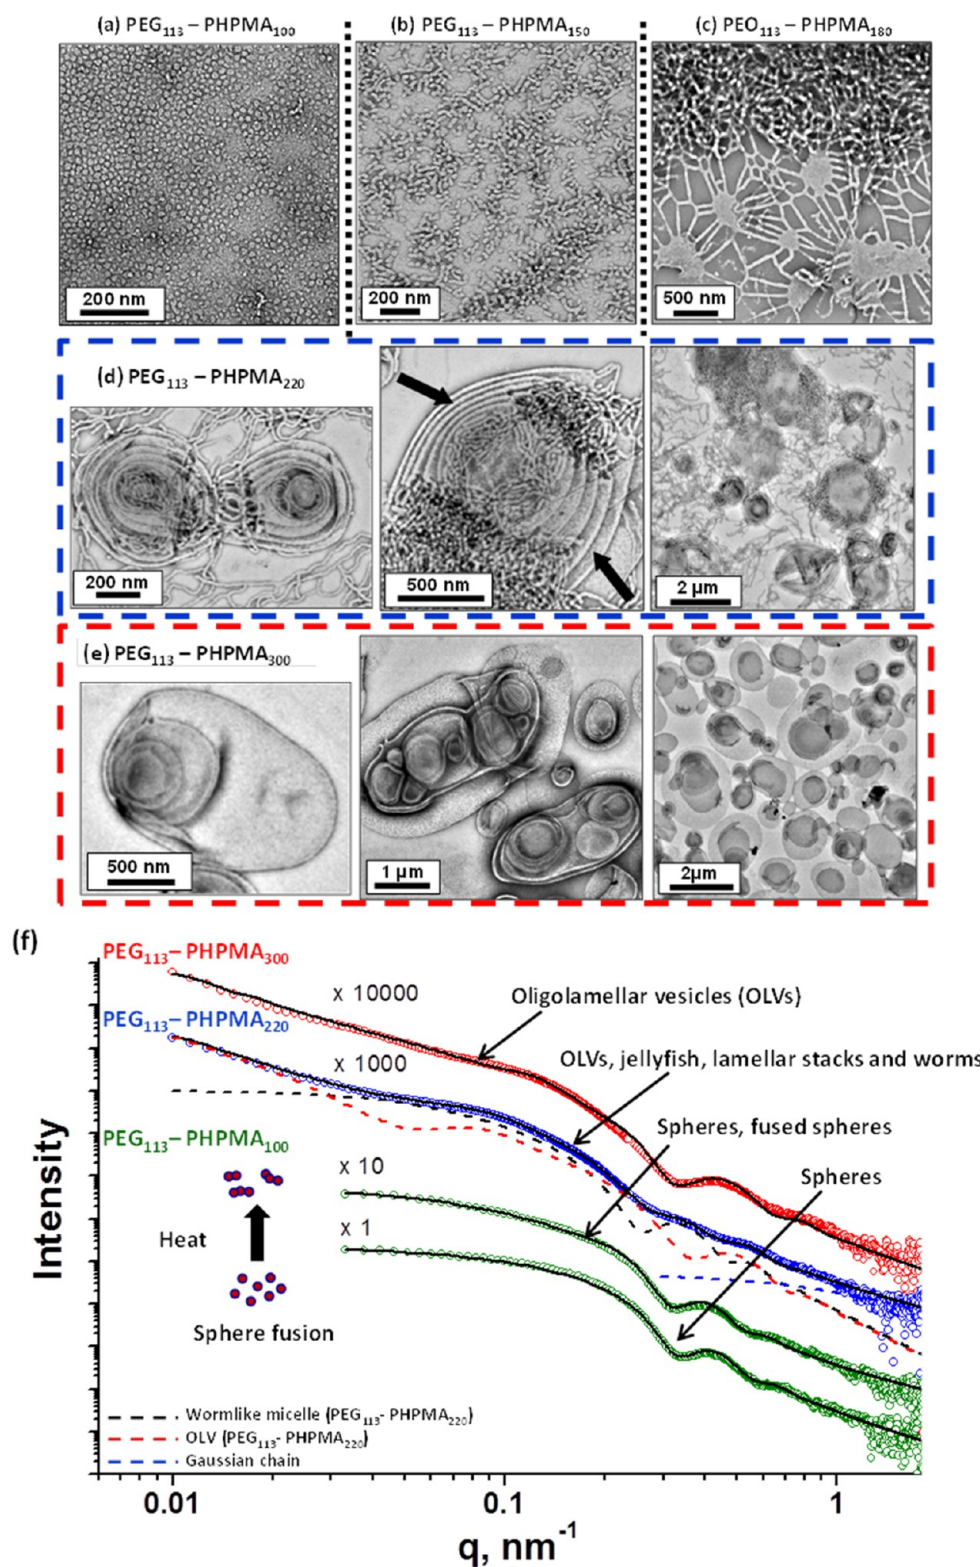 (a) PEG₁₁₃ – PHPMA₁₀₀
(b) PEG₁₁₃ – PHPMA₁₅₀
(c) PEO₁₁₃ – PHPMA₁₈₀
200 nm
200 nm
500 nm
(d) PEG₁₁₃ – PHPMA₂₂₀
200 nm
500 nm
2 μm
(e) PEG₁₁₃ – PHPMA₃₀₀
500 nm
1 μm
2μm
(f)
PEG₁₁₃– PHPMA₃₀₀
x 10000
Oligolamellar vesicles (OLVs)
PEG₁₁₃–PHPMA₂₂₀
x 1000
OLVs, jellyfish, lamellar stacks and worms
PEG₁₁₃–PHPMA₁₀₀
Spheres, fused spheres
x 10
Spheres
x 1
Heat
Sphere fusion
Intensity
Wormlike micelle (PEG₁₁₃- PHPMA₂₂₀)
OLV (PEG₁₁₃- PHPMA₂₂₀)
Gaussian chain
0.01
0.1
1
q, nm⁻¹